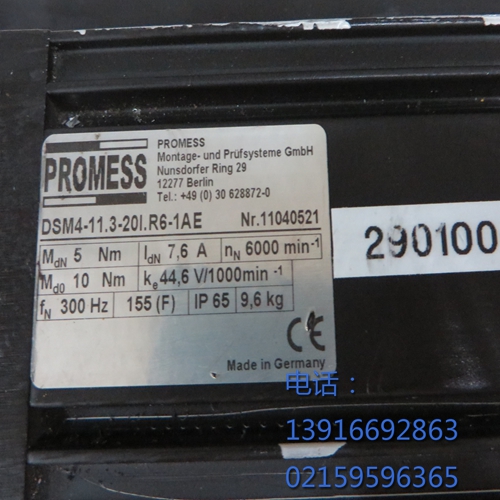 PROMESS
PROMESS
Montage- und Prüfsysteme GmbH
Nunsdorfer Ring 29
12277 Berlin
Tel.: +49 (0) 30 628872-0
DSM4-11.3-20I.R6-1AE Nr.11040521
MdN 5 Nm IdN 7,6 A nN 6000 min-1
Md0 10 Nm ke 44,6 V/1000min-1
fN 300 Hz 155 (F) IP 65 9,6 kg
CE
Made in Germany
290100
电话：
13916692863
02159596365